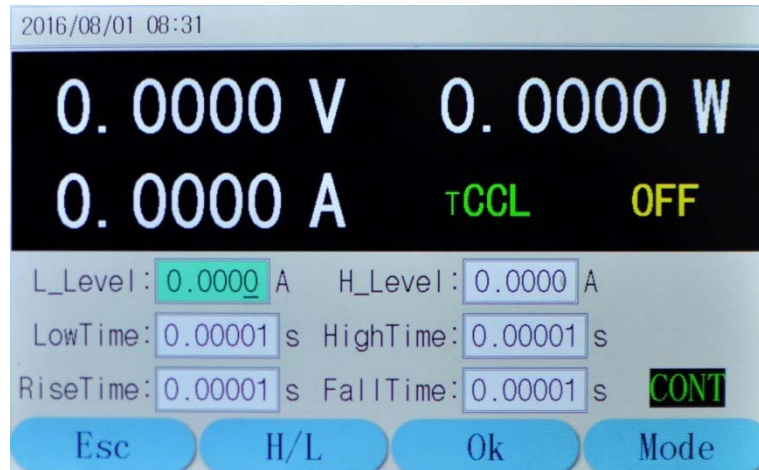 2016/08/01 08:31
0.0000 V 0.0000 W
0.0000 A TCCL OFF
L_Level: 0.0000 A H_Level: 0.0000 A
LowTime: 0.00001 s HighTime: 0.00001 s
RiseTime: 0.00001 s FallTime: 0.00001 s CONT
Esc H/L Ok Mode